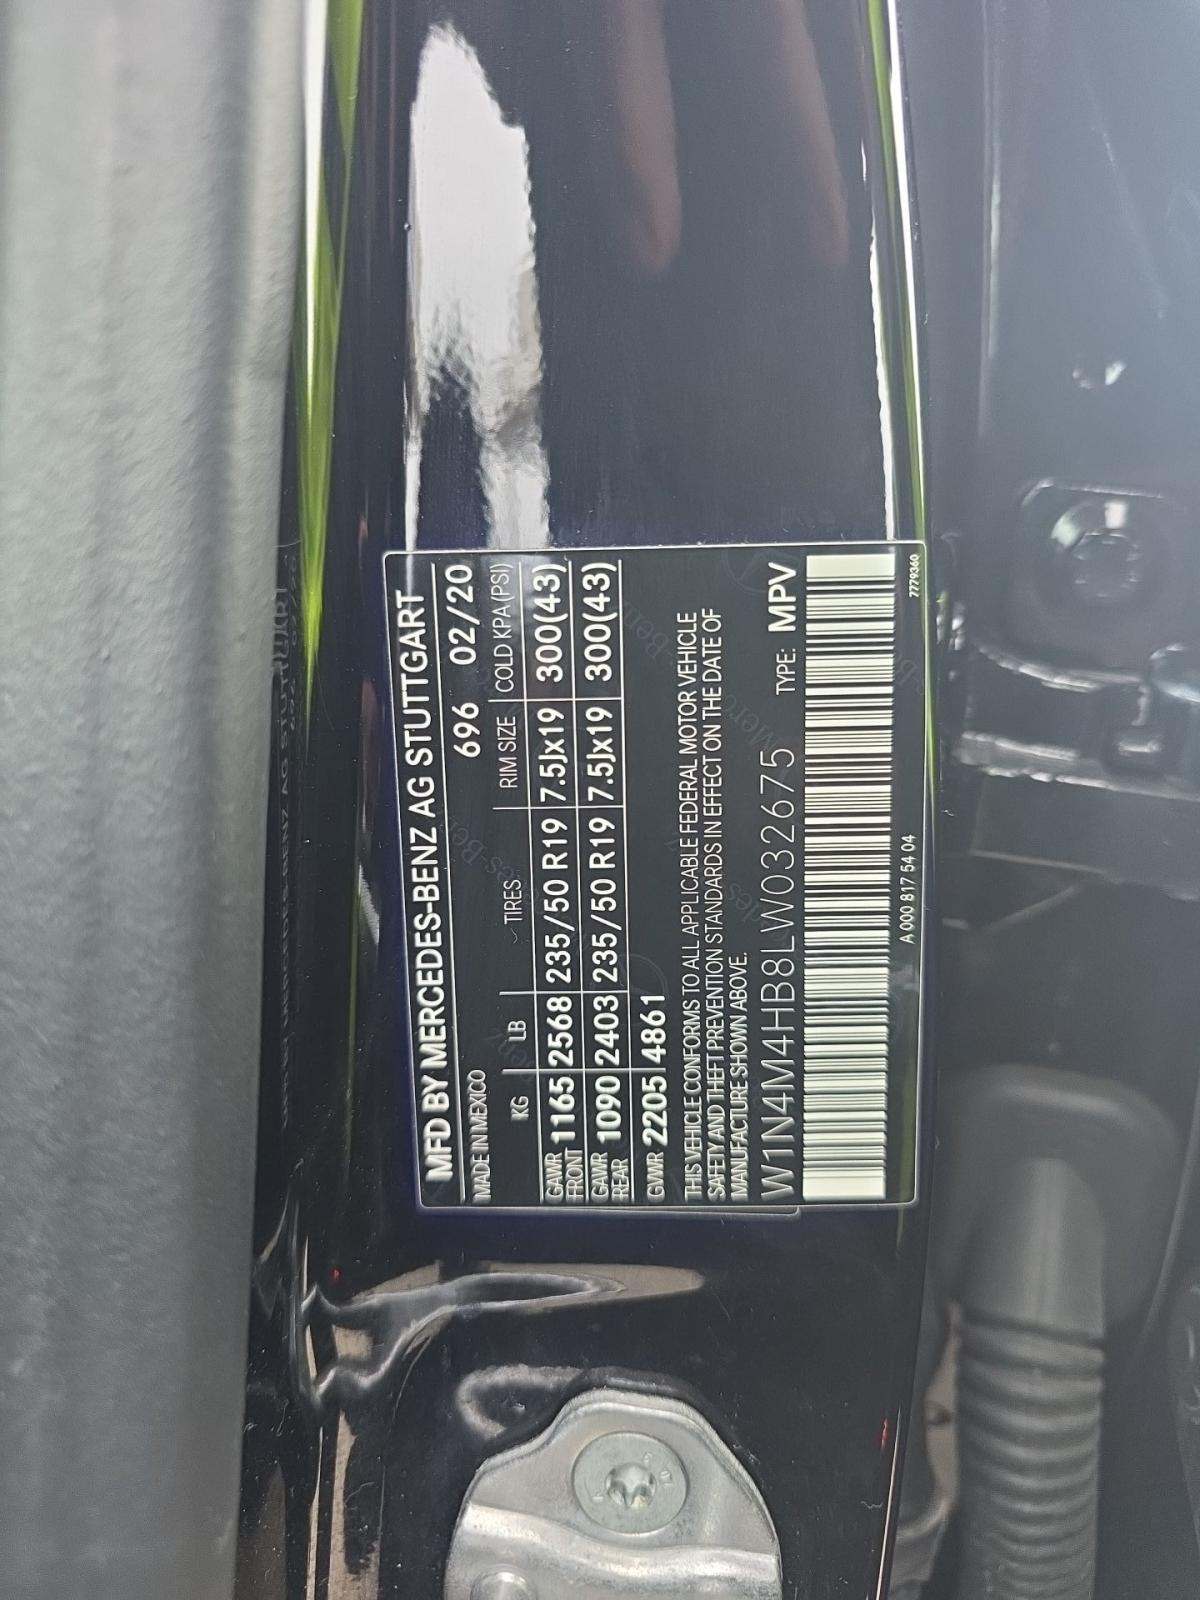 MFD BY MERCEDES-BENZ AG STUTTGART
MADE IN MEXICO 696 02/20
KG LB TIRES RIM SIZE COLD KPA(PSI)
GAWR FRONT 1165 2568 235/50 R19 7.5Jx19 300(43)
GAWR REAR 1090 2403 235/50 R19 7.5Jx19 300(43)
GVWR 2205 4861
THIS VEHICLE CONFORMS TO ALL APPLICABLE FEDERAL MOTOR VEHICLE
SAFETY AND THEFT PREVENTION STANDARDS IN EFFECT ON THE DATE OF
MANUFACTURE SHOWN ABOVE.
W1N4M4HB8LW032675 TYPE: MPV
A 000 817 54 04 7779360